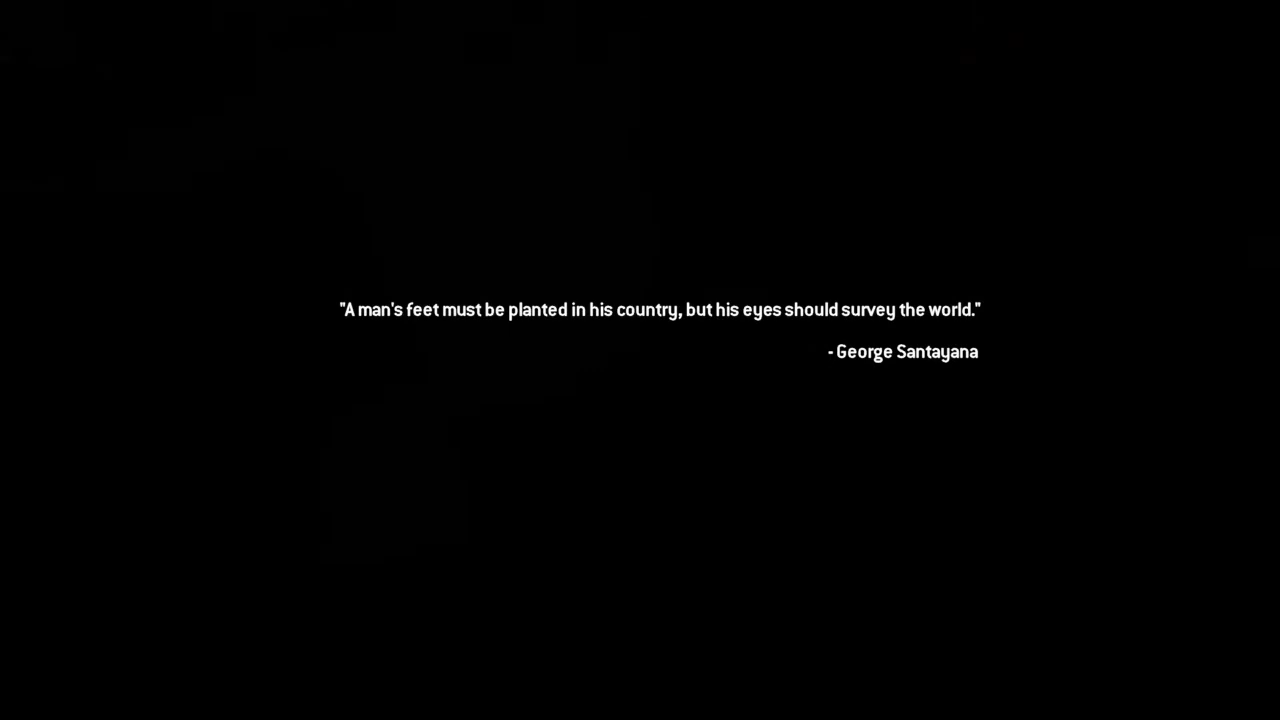 "A man's feet must be planted in his country, but his eyes should survey the world."
- George Santayana